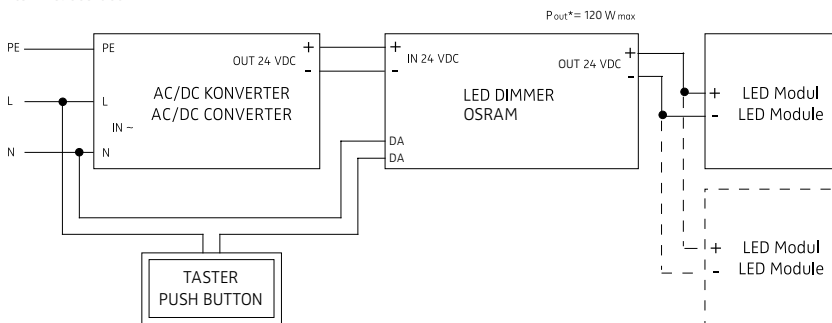 Pout*= 120 W max
PE
PE
L
L
IN ~
N
N
OUT 24 VDC
+
-
AC/DC KONVERTER
AC/DC CONVERTER
+
-
IN 24 VDC
OUT 24 VDC
+
-
LED DIMMER
OSRAM
DA
DA
+
-
LED Modul
LED Module
+
-
LED Modul
LED Module
TASTER
PUSH BUTTON